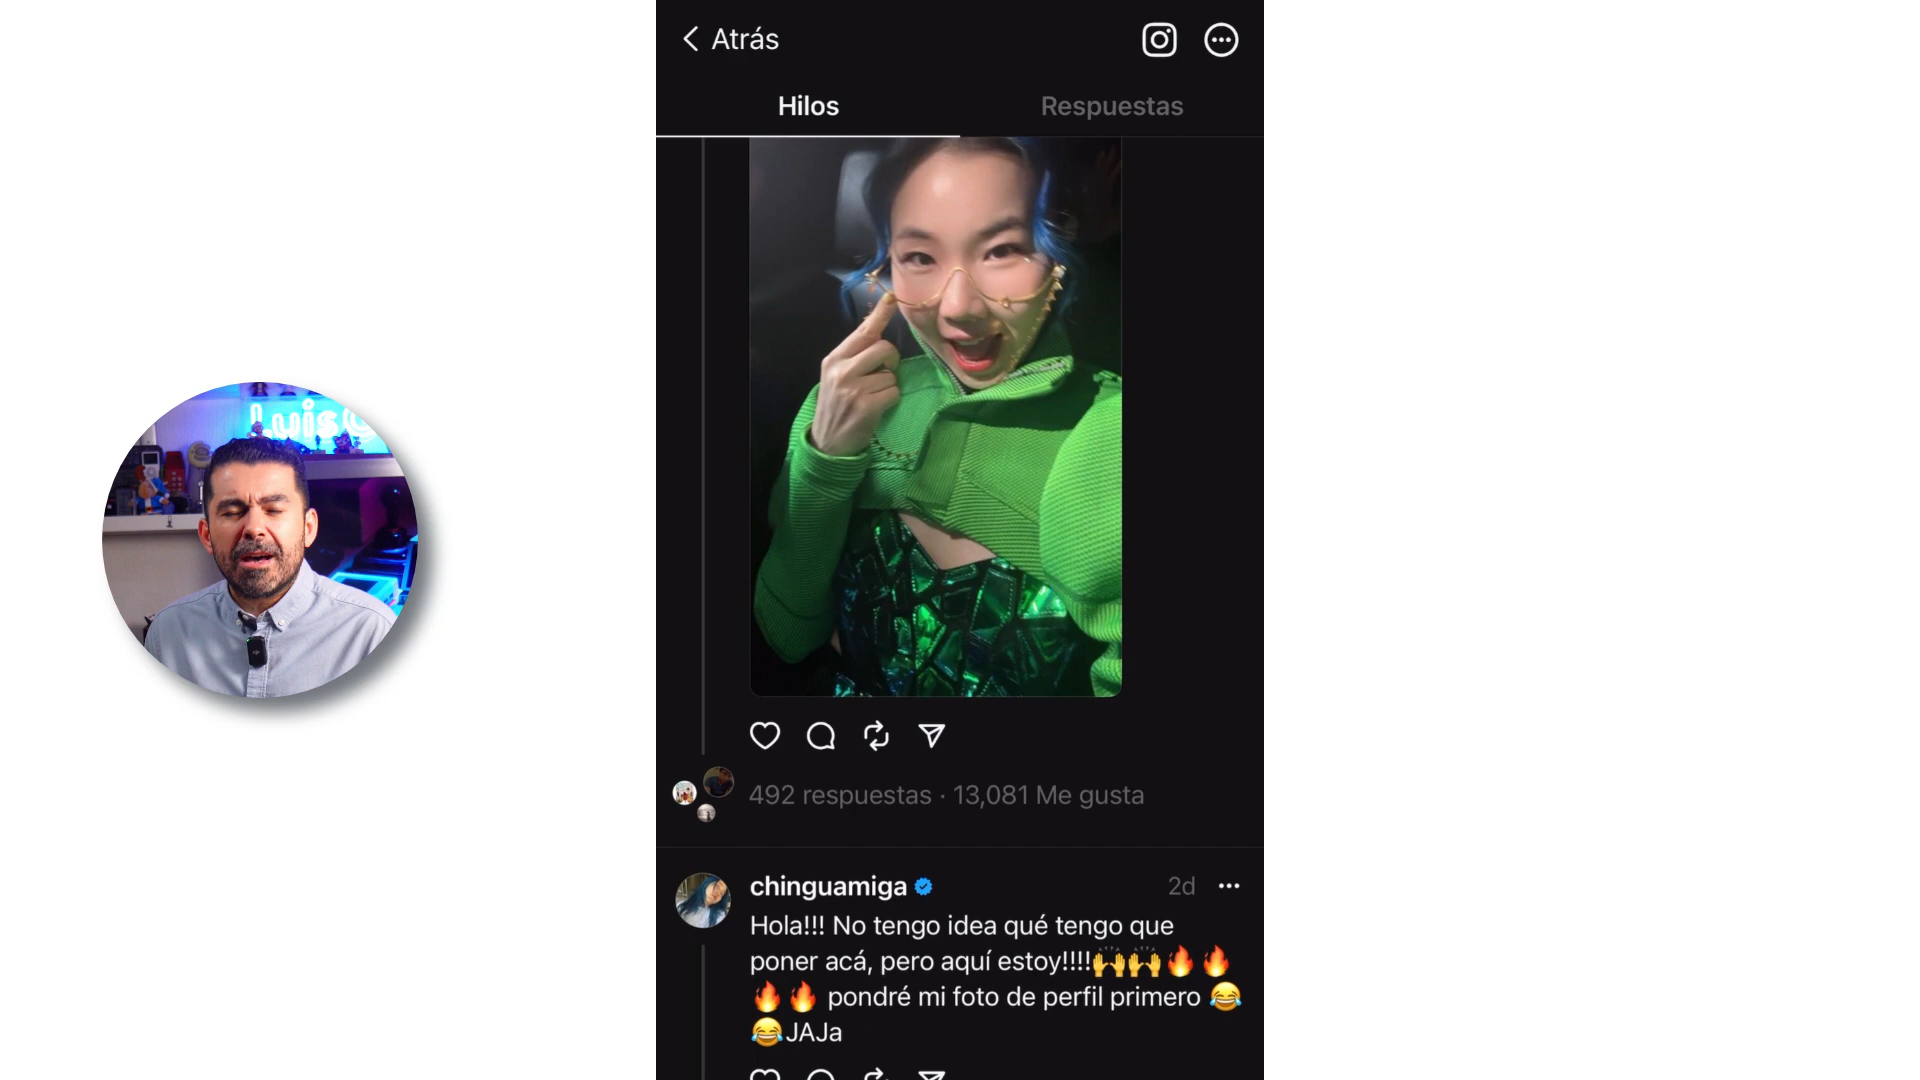 Atrás
Hilos
Respuestas
Luis
492 respuestas · 13,081 Me gusta
chinguamiga
2d
Hola!!! No tengo idea qué tengo que
poner acá, pero aquí estoy!!!!🙌🙌🔥🔥
🔥🔥 pondré mi foto de perfil primero 😂
😂JAJa